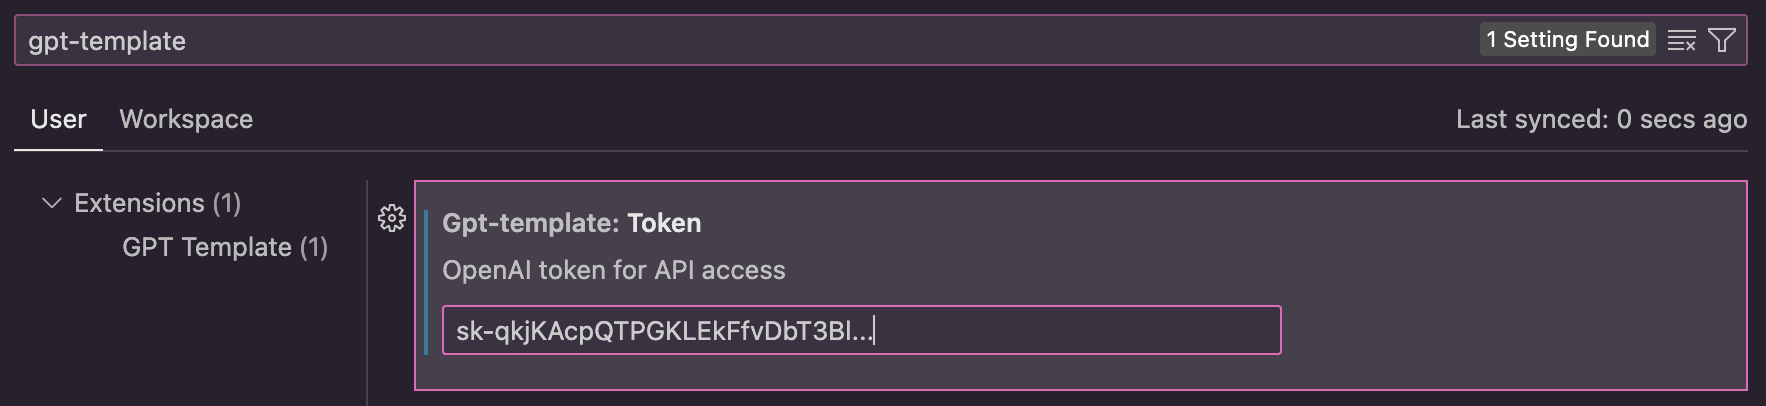 gpt-template
1 Setting Found
User Workspace
Last synced: 0 secs ago
Extensions (1)
GPT Template (1)
Gpt-template: Token
OpenAI token for API access
sk-qkjKAcpQTPGKLEkFfvDbT3Bl...